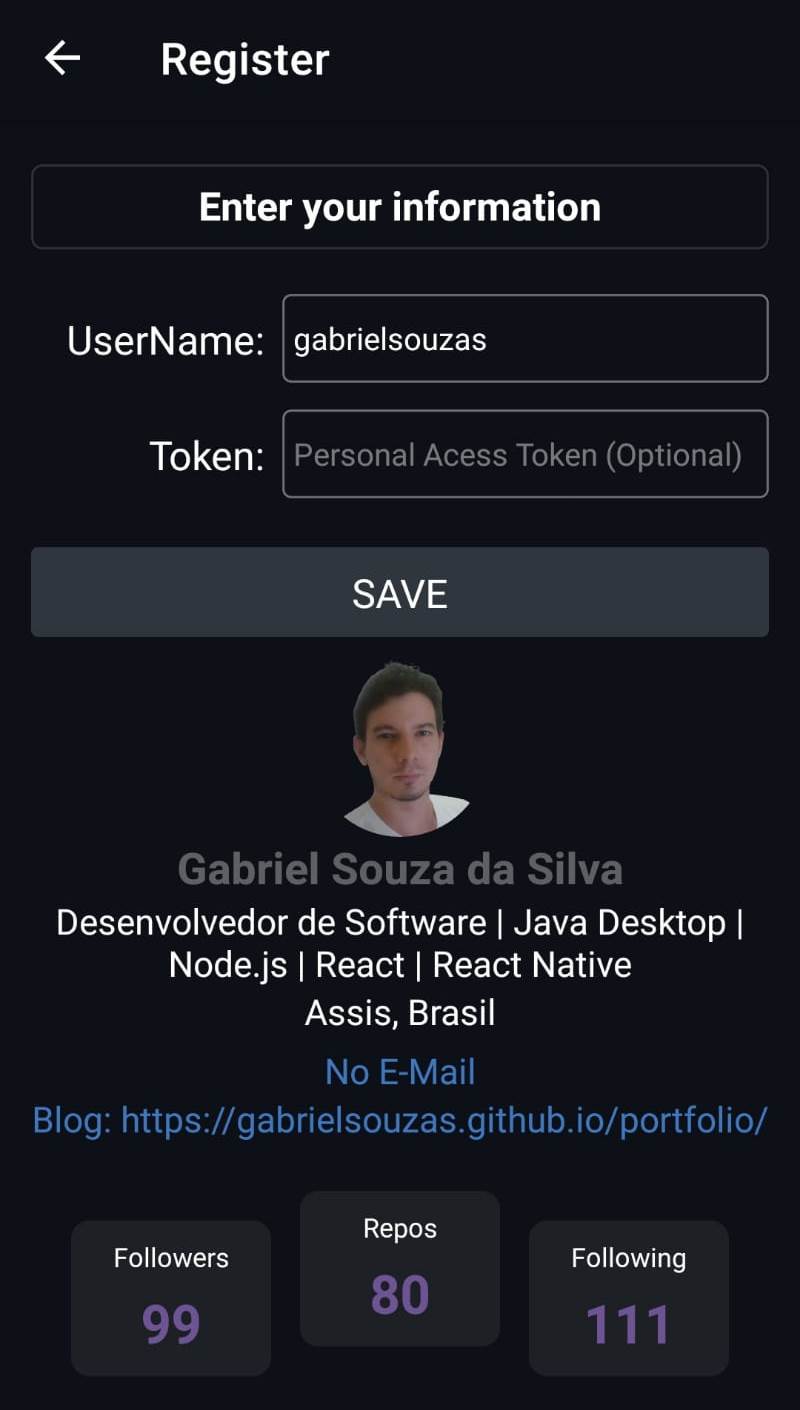 Register
Enter your information
UserName: gabrielsouzas
Token: Personal Acess Token (Optional)
SAVE
Gabriel Souza da Silva
Desenvolvedor de Software | Java Desktop |
Node.js | React | React Native
Assis, Brasil
No E-Mail
Blog: https://gabrielsouzas.github.io/portfolio/
Followers
99
Repos
80
Following
111